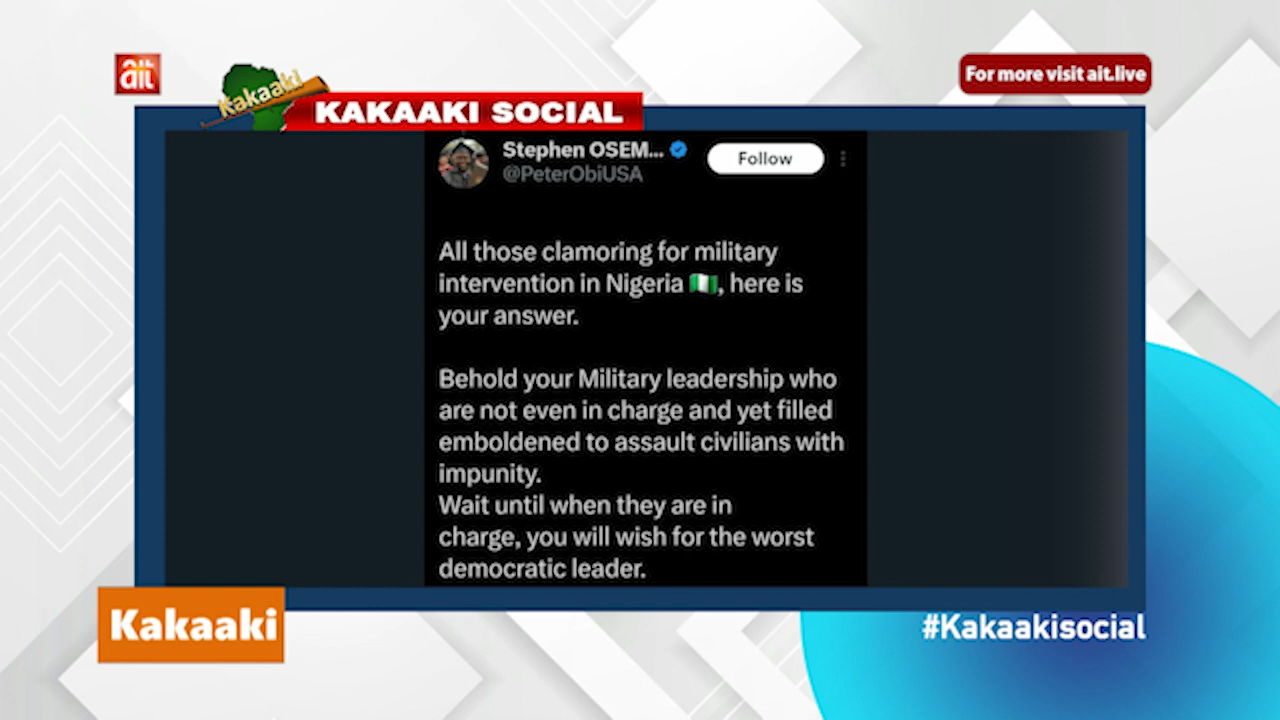 ait
Kakaaki
KAKAAKI SOCIAL
For more visit ait.live
Stephen OSEM...
@PeterObiUSA
Follow
All those clamoring for military
intervention in Nigeria 🇳🇬, here is
your answer.
Behold your Military leadership who
are not even in charge and yet filled
emboldened to assault civilians with
impunity.
Wait until when they are in
charge, you will wish for the worst
democratic leader.
Kakaaki
#Kakaakisocial